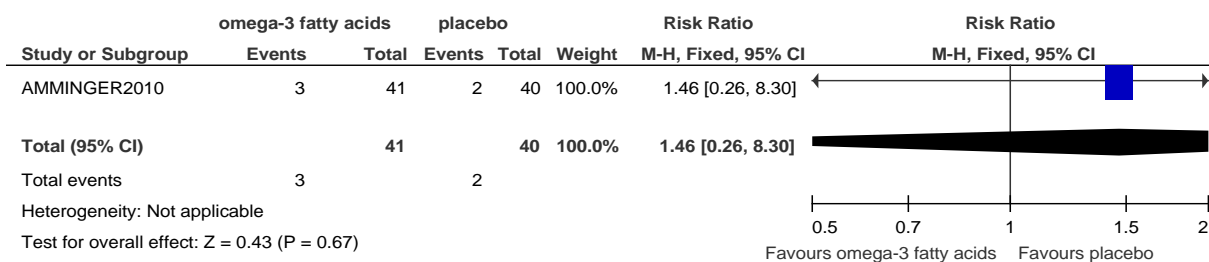 omega-3 fatty acids placebo Risk Ratio Risk Ratio
Study or Subgroup Events Total Events Total Weight M-H, Fixed, 95% CI M-H, Fixed, 95% CI
AMMINGER2010 3 41 2 40 100.0% 1.46 [0.26, 8.30]
Total (95% CI) 41 40 100.0% 1.46 [0.26, 8.30]
Total events 3 2
Heterogeneity: Not applicable
Test for overall effect: Z = 0.43 (P = 0.67)
0.5 0.7 1 1.5 2
Favours omega-3 fatty acids Favours placebo